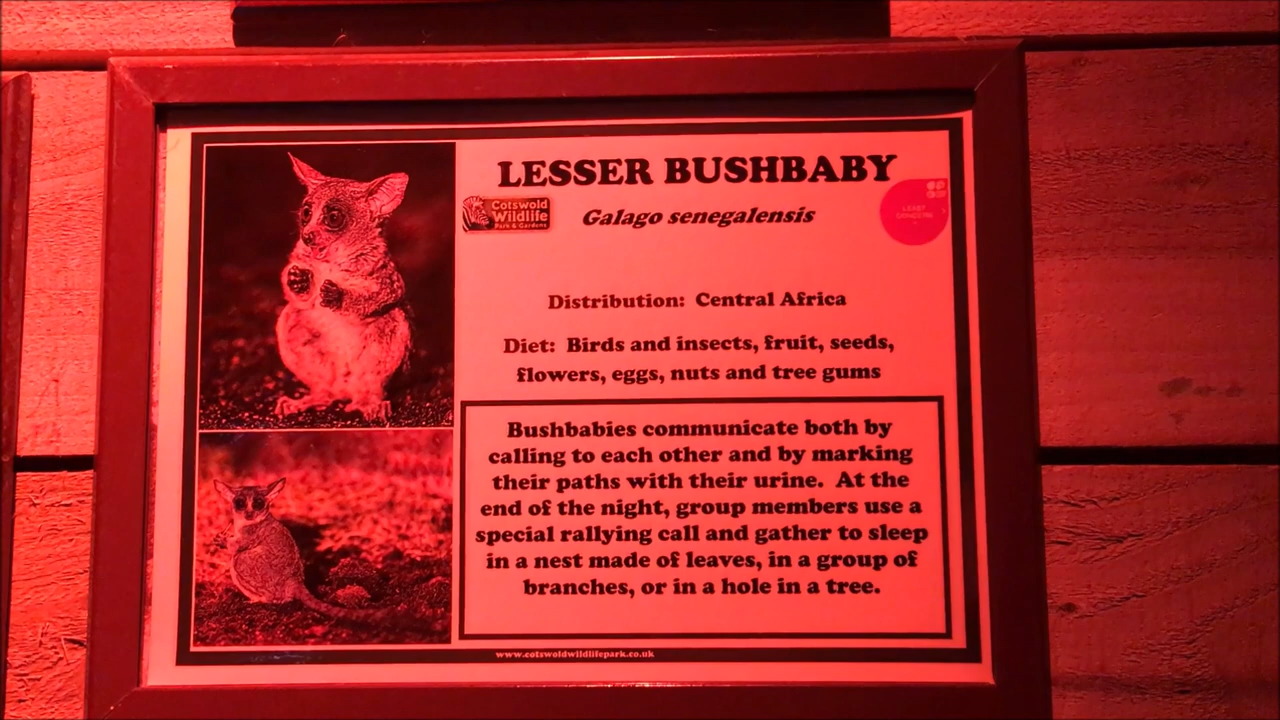 LESSER BUSHBABY
Cotswold
Wildlife
Park & Gardens
Galago senegalensis
LEAST
CONCERN
Distribution: Central Africa
Diet: Birds and insects, fruit, seeds,
flowers, eggs, nuts and tree gums
Bushbabies communicate both by
calling to each other and by marking
their paths with their urine. At the
end of the night, group members use a
special rallying call and gather to sleep
in a nest made of leaves, in a group of
branches, or in a hole in a tree.
www.cotswoldwildlifepark.co.uk